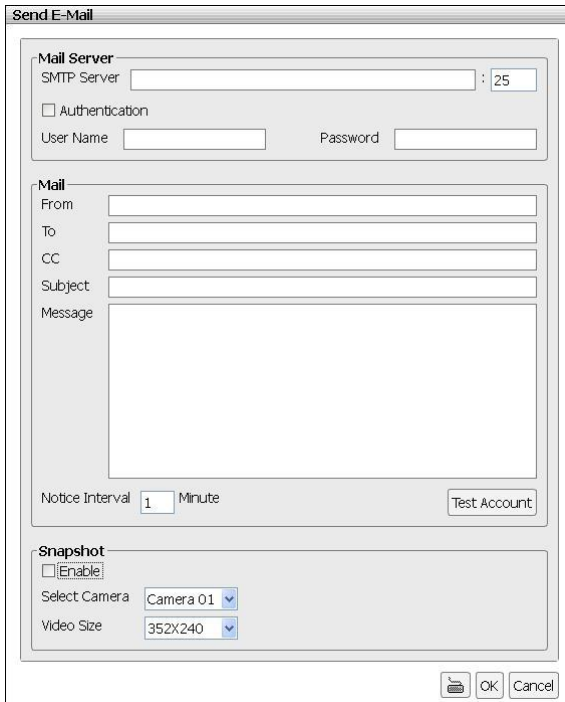 Send E-Mail
Mail Server
SMTP Server : 25
Authentication
User Name Password
Mail
From
To
CC
Subject
Message
Notice Interval 1 Minute Test Account
Snapshot
Enable
Select Camera Camera 01
Video Size 352X240
OK Cancel